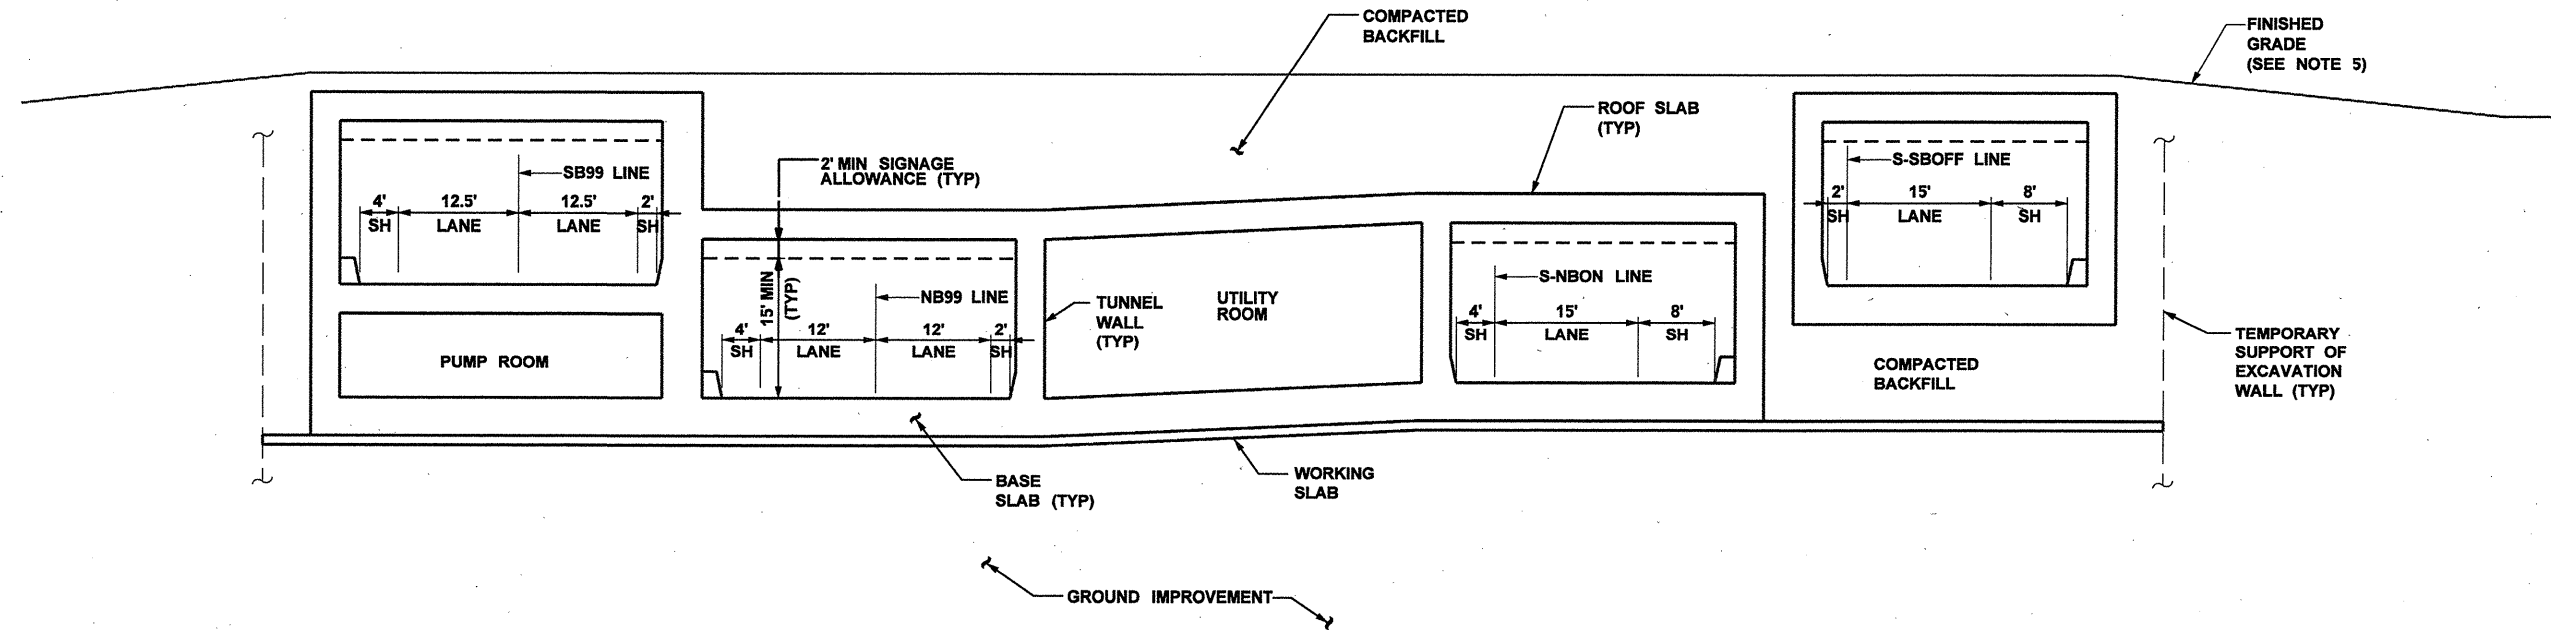 COMPACTED
BACKFILL
FINISHED
GRADE
(SEE NOTE 5)
ROOF SLAB
(TYP)
2' MIN SIGNAGE
ALLOWANCE (TYP)
SB99 LINE
4' 12.5' 12.5' 2'
SH LANE LANE SH
S-SBOFF LINE
2' 15' 8'
SH LANE SH
15' MIN
(TYP)
NB99 LINE
4' 12' 12' 2'
SH LANE LANE SH
TUNNEL
WALL
(TYP)
UTILITY
ROOM
S-NBON LINE
4' 15' 8'
SH LANE SH
PUMP ROOM
COMPACTED
BACKFILL
TEMPORARY
SUPPORT OF
EXCAVATION
WALL (TYP)
BASE
SLAB (TYP)
WORKING
SLAB
GROUND IMPROVEMENT